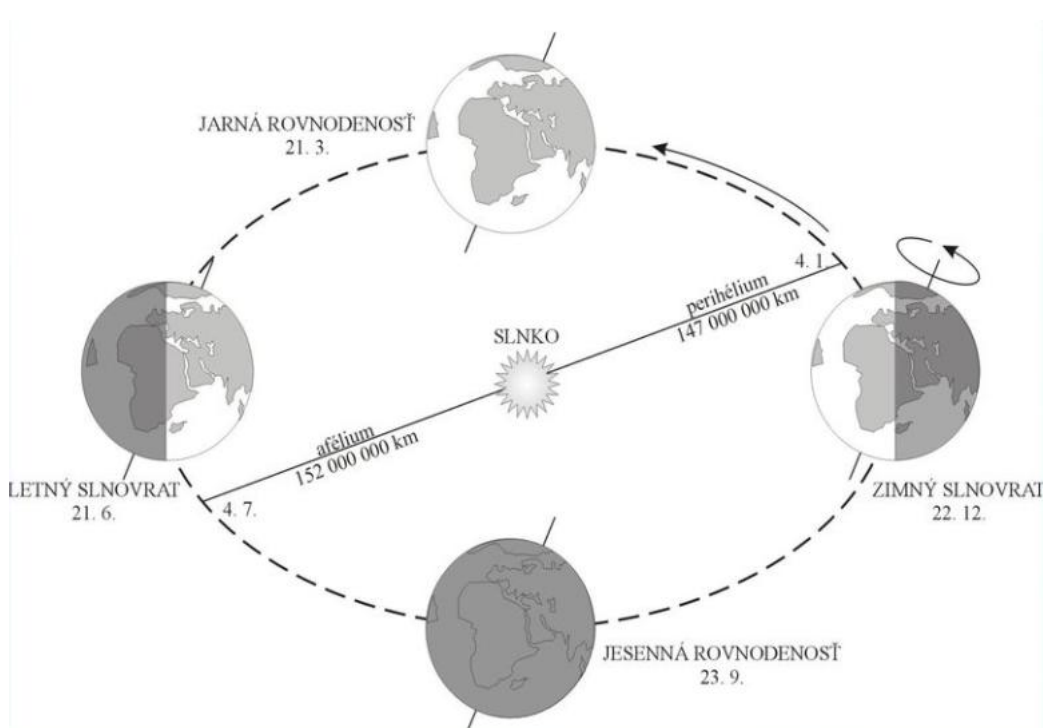 JARNÁ ROVNODENOSŤ
21. 3.
4. 1.
perihélium
147 000 000 km
SLNKO
afélium
152 000 000 km
LETNÝ SLNOVRAT
21. 6.
4. 7.
ZIMNÝ SLNOVRAT
22. 12.
JESENNÁ ROVNODENOSŤ
23. 9.